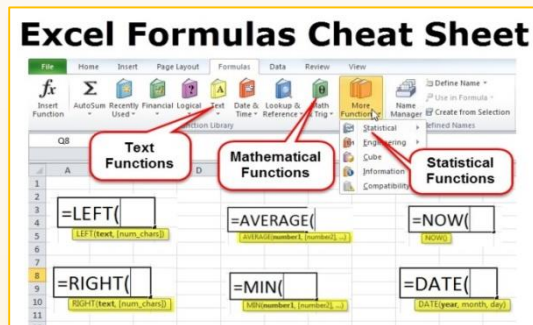 Excel Formulas Cheat Sheet
File Home Insert Page Layout Formulas Data Review View
fx Σ ? A θ
Insert Function AutoSum Recently Used Financial Logical Text Date & Time Lookup & Reference Math & Trig More Functions Name Manager
Define Name
Use in Formula
Create from Selection
Function Library
Defined Names
Statistical
Engineering
Cube
Information
Compatibility
Q8
Text Functions
Mathematical Functions
Statistical Functions
A D
1
2
3
4
5
6
7
8
9
10
11
=LEFT( =AVERAGE( =NOW(
LEFT(text, [num_chars]) AVERAGE(number1, [number2], ...) NOW()
=RIGHT( =MIN( =DATE(
RIGHT(text, [num_chars]) MIN(number1, [number2], ...) DATE(year, month, day)